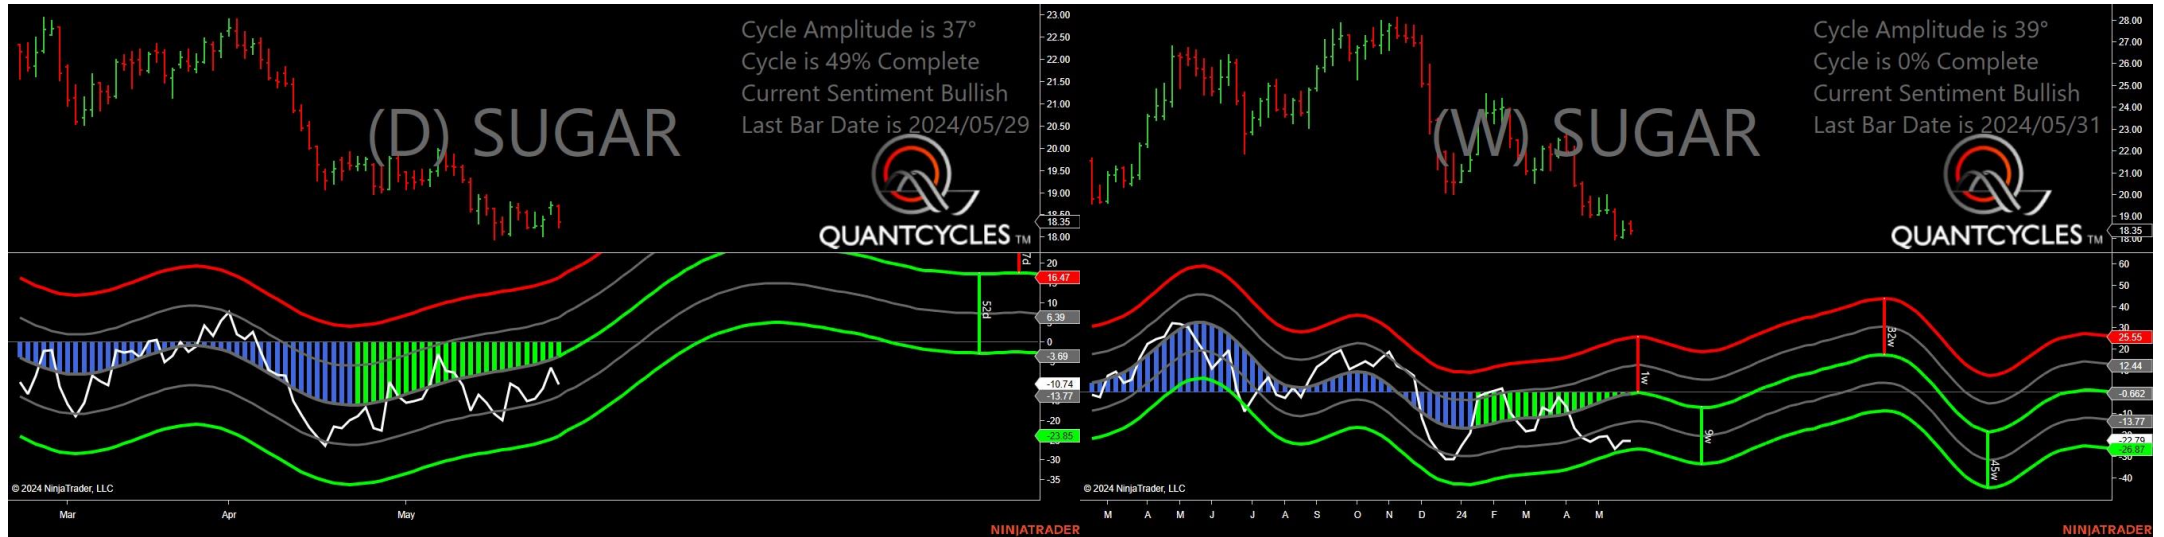 Cycle Amplitude is 37°
Cycle is 49% Complete
Current Sentiment Bullish
Last Bar Date is 2024/05/29
(D) SUGAR
QUANTCYCLES TM
23.00
22.50
22.00
21.50
21.00
20.50
20.00
19.50
19.00
18.50
18.35
18.00
20
16.47
10
6.39
0
-3.69
-10.74
-13.77
-20
-23.85
-30
-35
7d
52d
© 2024 NinjaTrader, LLC
Mar Apr May
NINJATRADER
Cycle Amplitude is 39°
Cycle is 0% Complete
Current Sentiment Bullish
Last Bar Date is 2024/05/31
(W) SUGAR
QUANTCYCLES TM
28.00
27.00
26.00
25.00
24.00
23.00
22.00
21.00
20.00
19.00
18.35
18.00
60
50
40
30
25.55
20
12.44
-0.662
-10
-13.77
-22.79
-26.87
-30
-40
1w
9w
32w
45w
© 2024 NinjaTrader, LLC
M A M J J A S O N D 24 F M A M
NINJATRADER